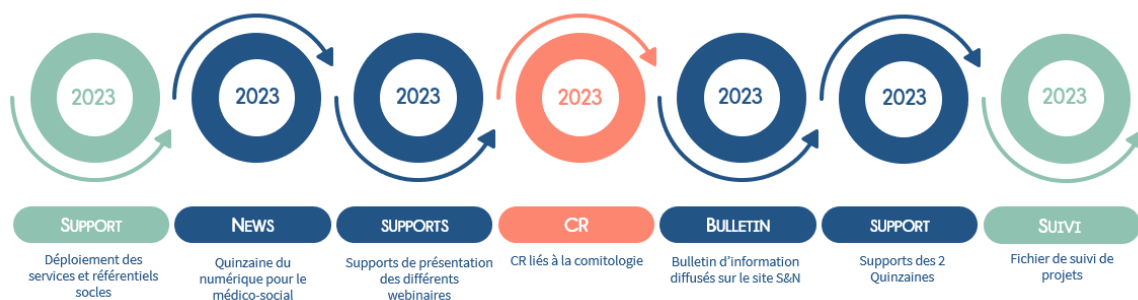 2023
2023
2023
2023
2023
2023
2023
SUPPORT
NEWS
SUPPORTS
CR
BULLETIN
SUPPORT
SUIVI
Déploiement des
services et référentiels
socles
Quinzaine du
numérique pour le
médico-social
Supports de présentation
des différents
webinaires
CR liés à la comitologie
Bulletin d'information
diffusés sur le site S&N
Supports des 2
Quinzaines
Fichier de suivi de
projets